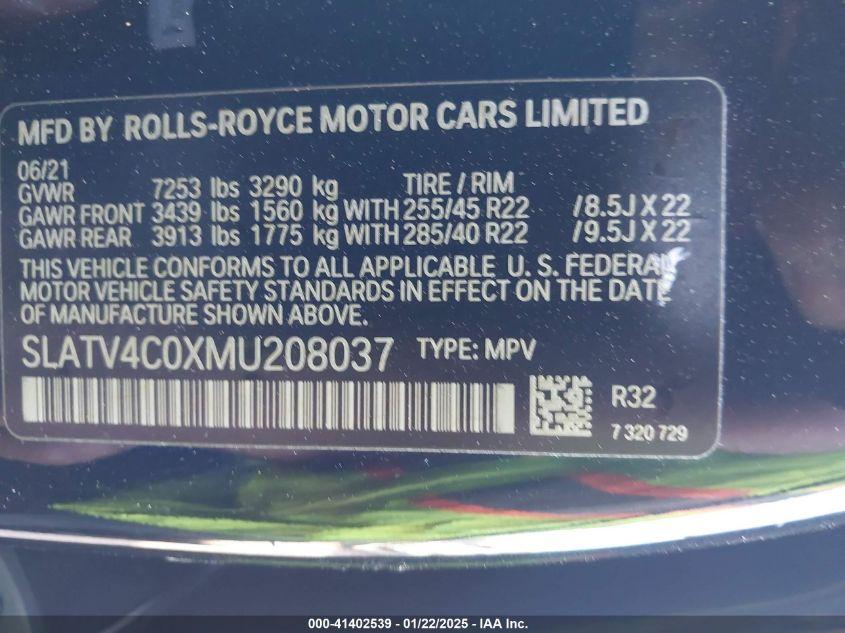 MFD BY ROLLS-ROYCE MOTOR CARS LIMITED
06/21
GVWR 7253 lbs 3290 kg TIRE / RIM
GAWR FRONT 3439 lbs 1560 kg WITH 255/45 R22 /8.5J X 22
GAWR REAR 3913 lbs 1775 kg WITH 285/40 R22 /9.5J X 22
THIS VEHICLE CONFORMS TO ALL APPLICABLE U. S. FEDERAL
MOTOR VEHICLE SAFETY STANDARDS IN EFFECT ON THE DATE
OF MANUFACTURE SHOWN ABOVE.
SLATV4C0XMU208037 TYPE: MPV
R32
7 320 729
000-41402539 - 01/22/2025 - IAA Inc.